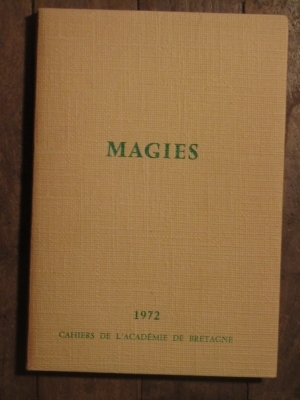 MAGIES
1972
CAHIERS DE L'ACADÉMIE DE BRETAGNE